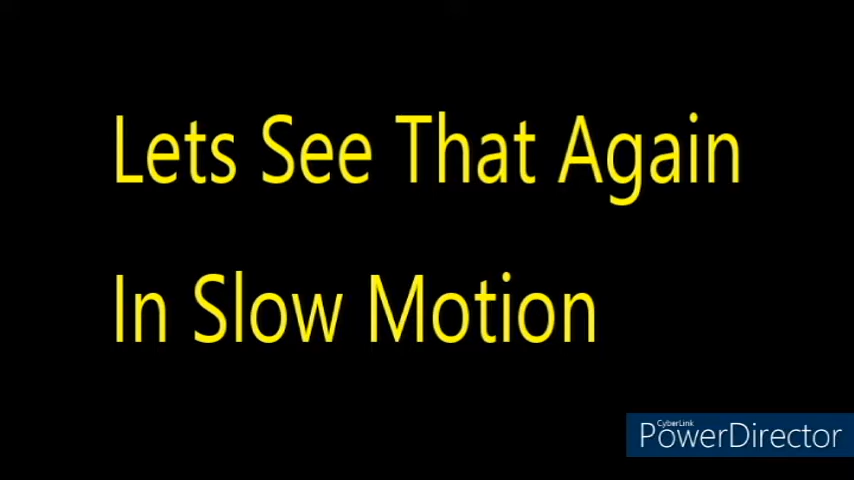 Lets See That Again
In Slow Motion
CyberLink
PowerDirector